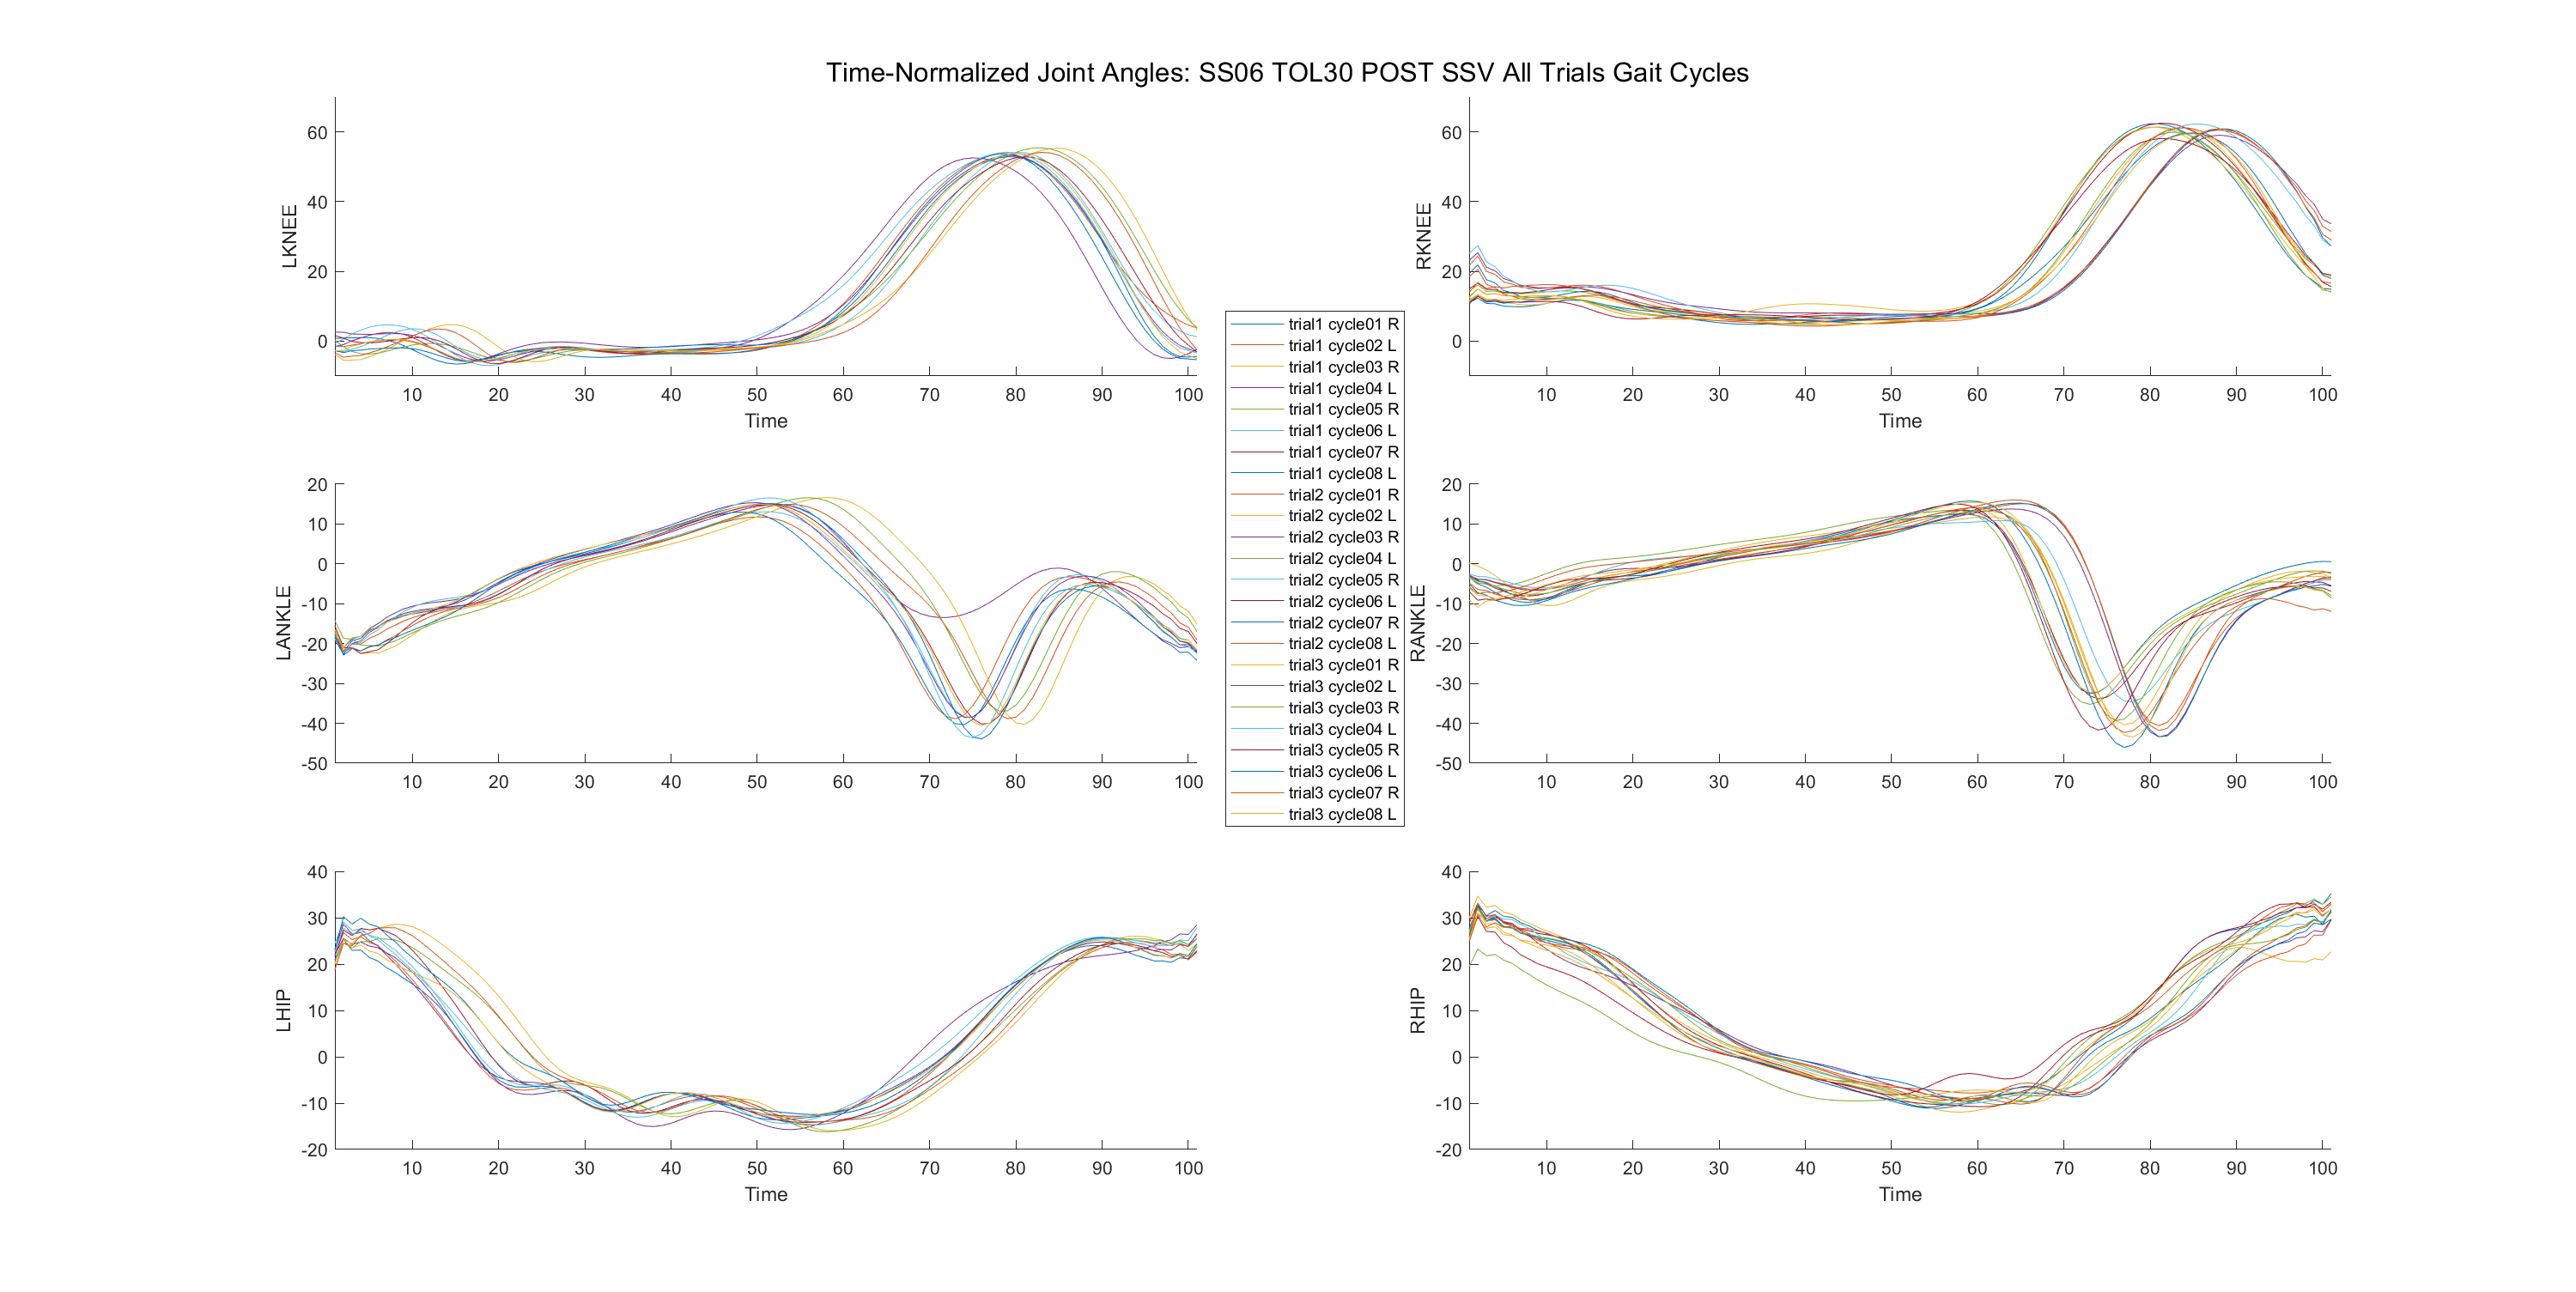 Time-Normalized Joint Angles: SS06 TOL30 POST SSV All Trials Gait Cycles
LKNEE
60
40
20
0
10 20 30 40 50 60 70 80 90 100
Time
RKNEE
60
40
20
0
10 20 30 40 50 60 70 80 90 100
Time
trial1 cycle01 R
trial1 cycle02 L
trial1 cycle03 R
trial1 cycle04 L
trial1 cycle05 R
trial1 cycle06 L
trial1 cycle07 R
trial1 cycle08 L
trial2 cycle01 R
trial2 cycle02 L
trial2 cycle03 R
trial2 cycle04 L
trial2 cycle05 R
trial2 cycle06 L
trial2 cycle07 R
trial2 cycle08 L
trial3 cycle01 R
trial3 cycle02 L
trial3 cycle03 R
trial3 cycle04 L
trial3 cycle05 R
trial3 cycle06 L
trial3 cycle07 R
trial3 cycle08 L
LANKLE
20
10
0
-10
-20
-30
-40
-50
10 20 30 40 50 60 70 80 90 100
RANKLE
20
10
0
-10
-20
-30
-40
-50
10 20 30 40 50 60 70 80 90 100
LHIP
40
30
20
10
0
-10
-20
10 20 30 40 50 60 70 80 90 100
Time
RHIP
40
30
20
10
0
-10
-20
10 20 30 40 50 60 70 80 90 100
Time